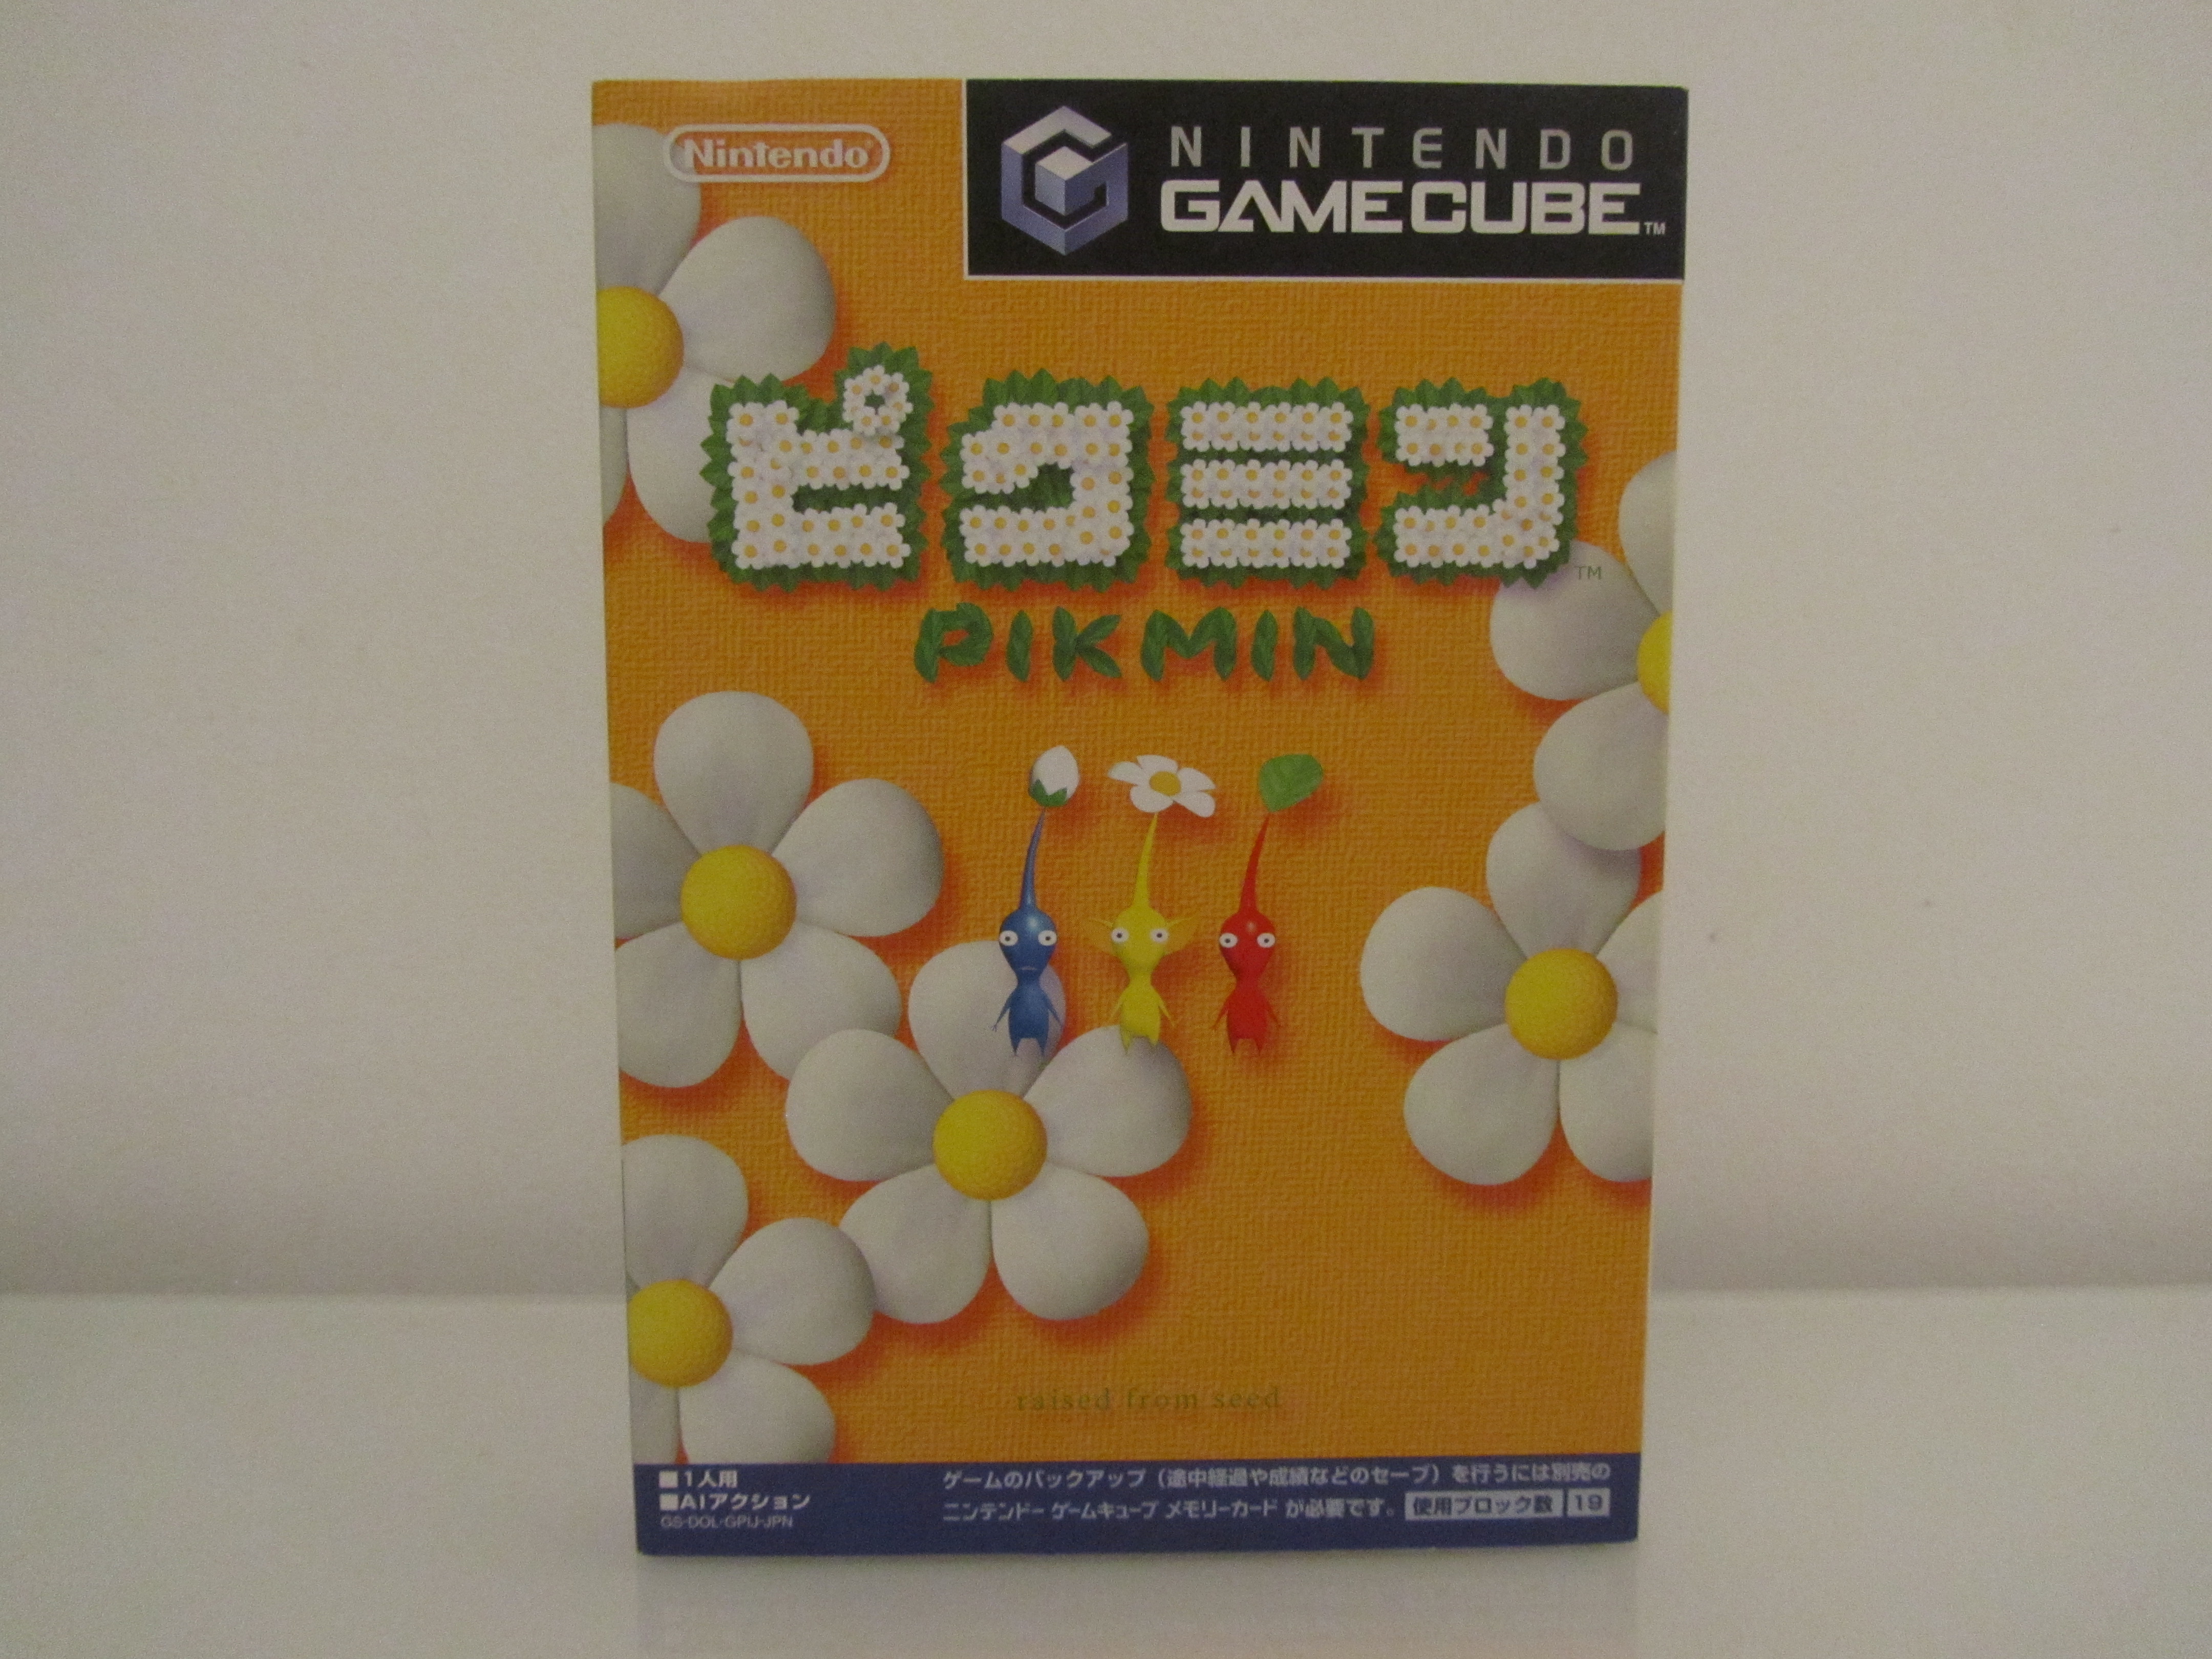 Nintendo
NINTENDO
GAMECUBE™
ピクミン™
PIKMIN
raised from seed
■1人用
■AIアクション
GS-DOL-GPIJ-JPN
ゲームのバックアップ（途中経過や成績などのセーブ）を行うには別売の
ニンテンドーゲームキューブ メモリーカード が必要です。 使用ブロック数 19